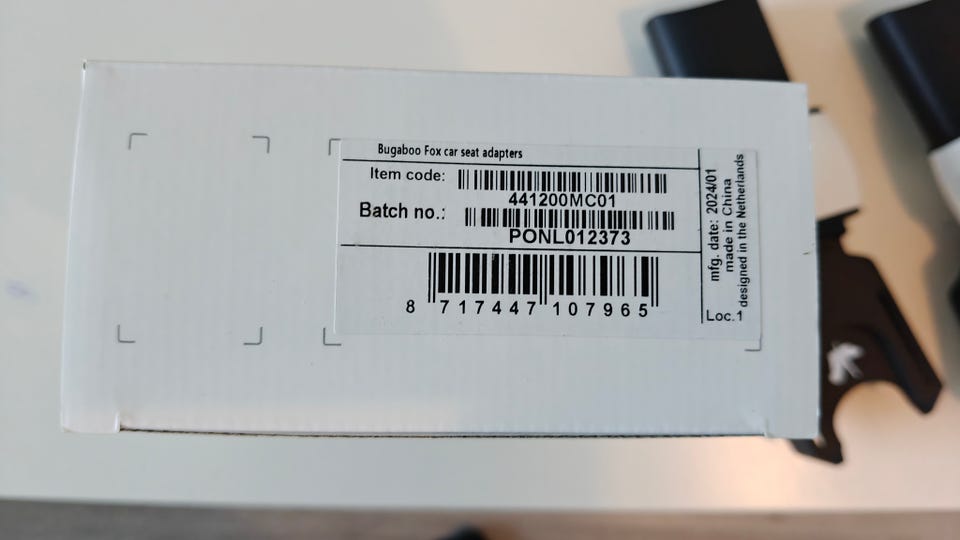 Bugaboo Fox car seat adapters
Item code:
441200MC01
Batch no.:
PONL012373
8 717447 107965
mfg. date: 2024/01
made in China
designed in the Netherlands
Loc.1